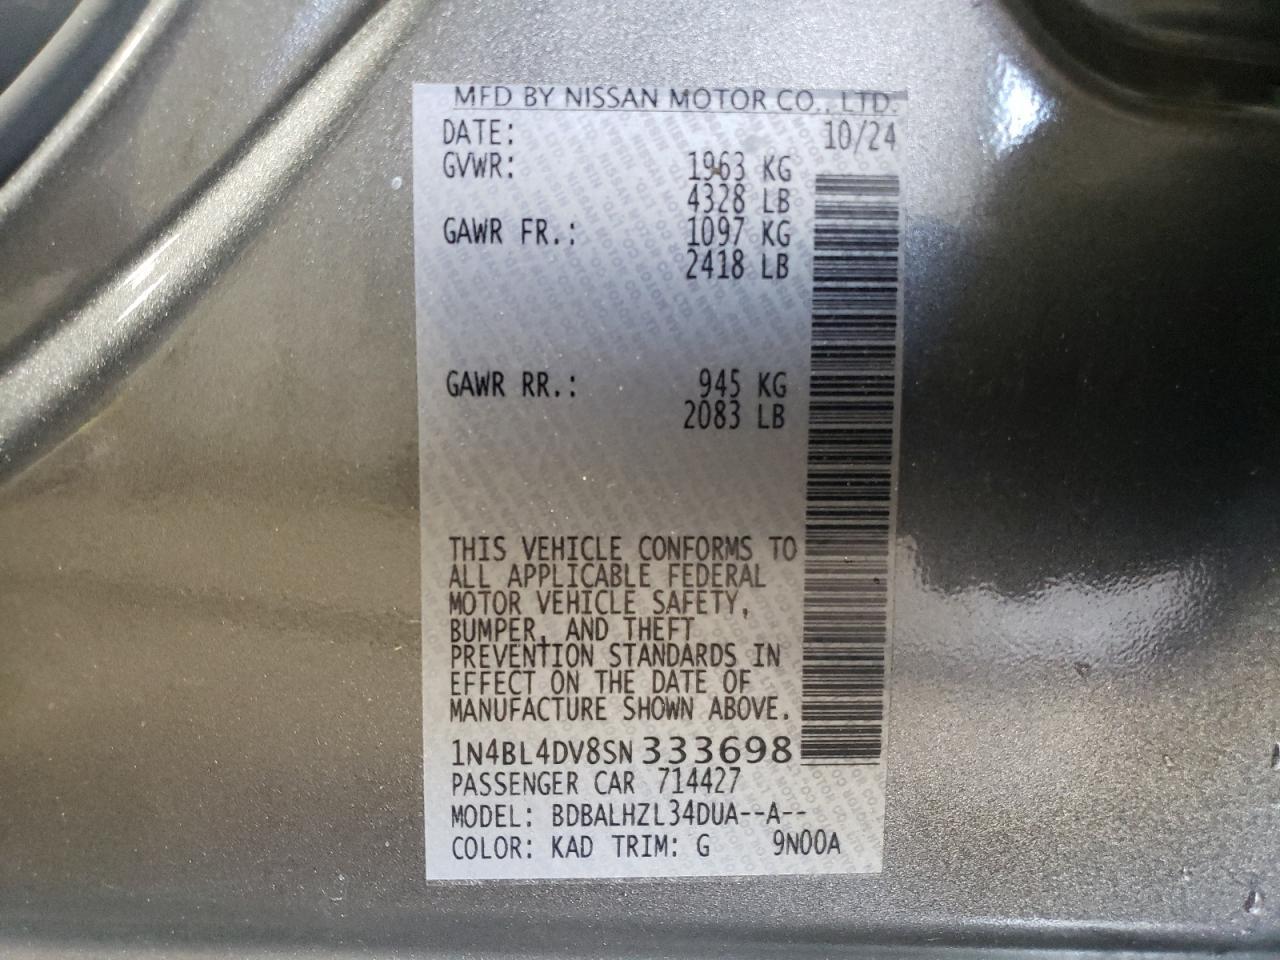 MFD BY NISSAN MOTOR CO., LTD.
DATE: 10/24
GVWR: 1963 KG
4328 LB
GAWR FR.: 1097 KG
2418 LB
GAWR RR.: 945 KG
2083 LB
THIS VEHICLE CONFORMS TO
ALL APPLICABLE FEDERAL
MOTOR VEHICLE SAFETY,
BUMPER, AND THEFT
PREVENTION STANDARDS IN
EFFECT ON THE DATE OF
MANUFACTURE SHOWN ABOVE.
1N4BL4DV8SN333698
PASSENGER CAR 714427
MODEL: BDBALHZL34DUA--A--
COLOR: KAD TRIM: G 9N00A